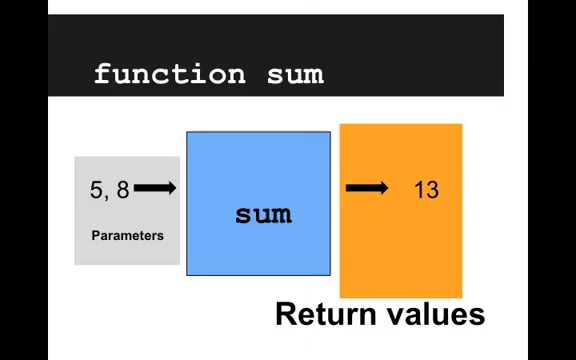 function sum
5, 8
13
sum
Parameters
Return values